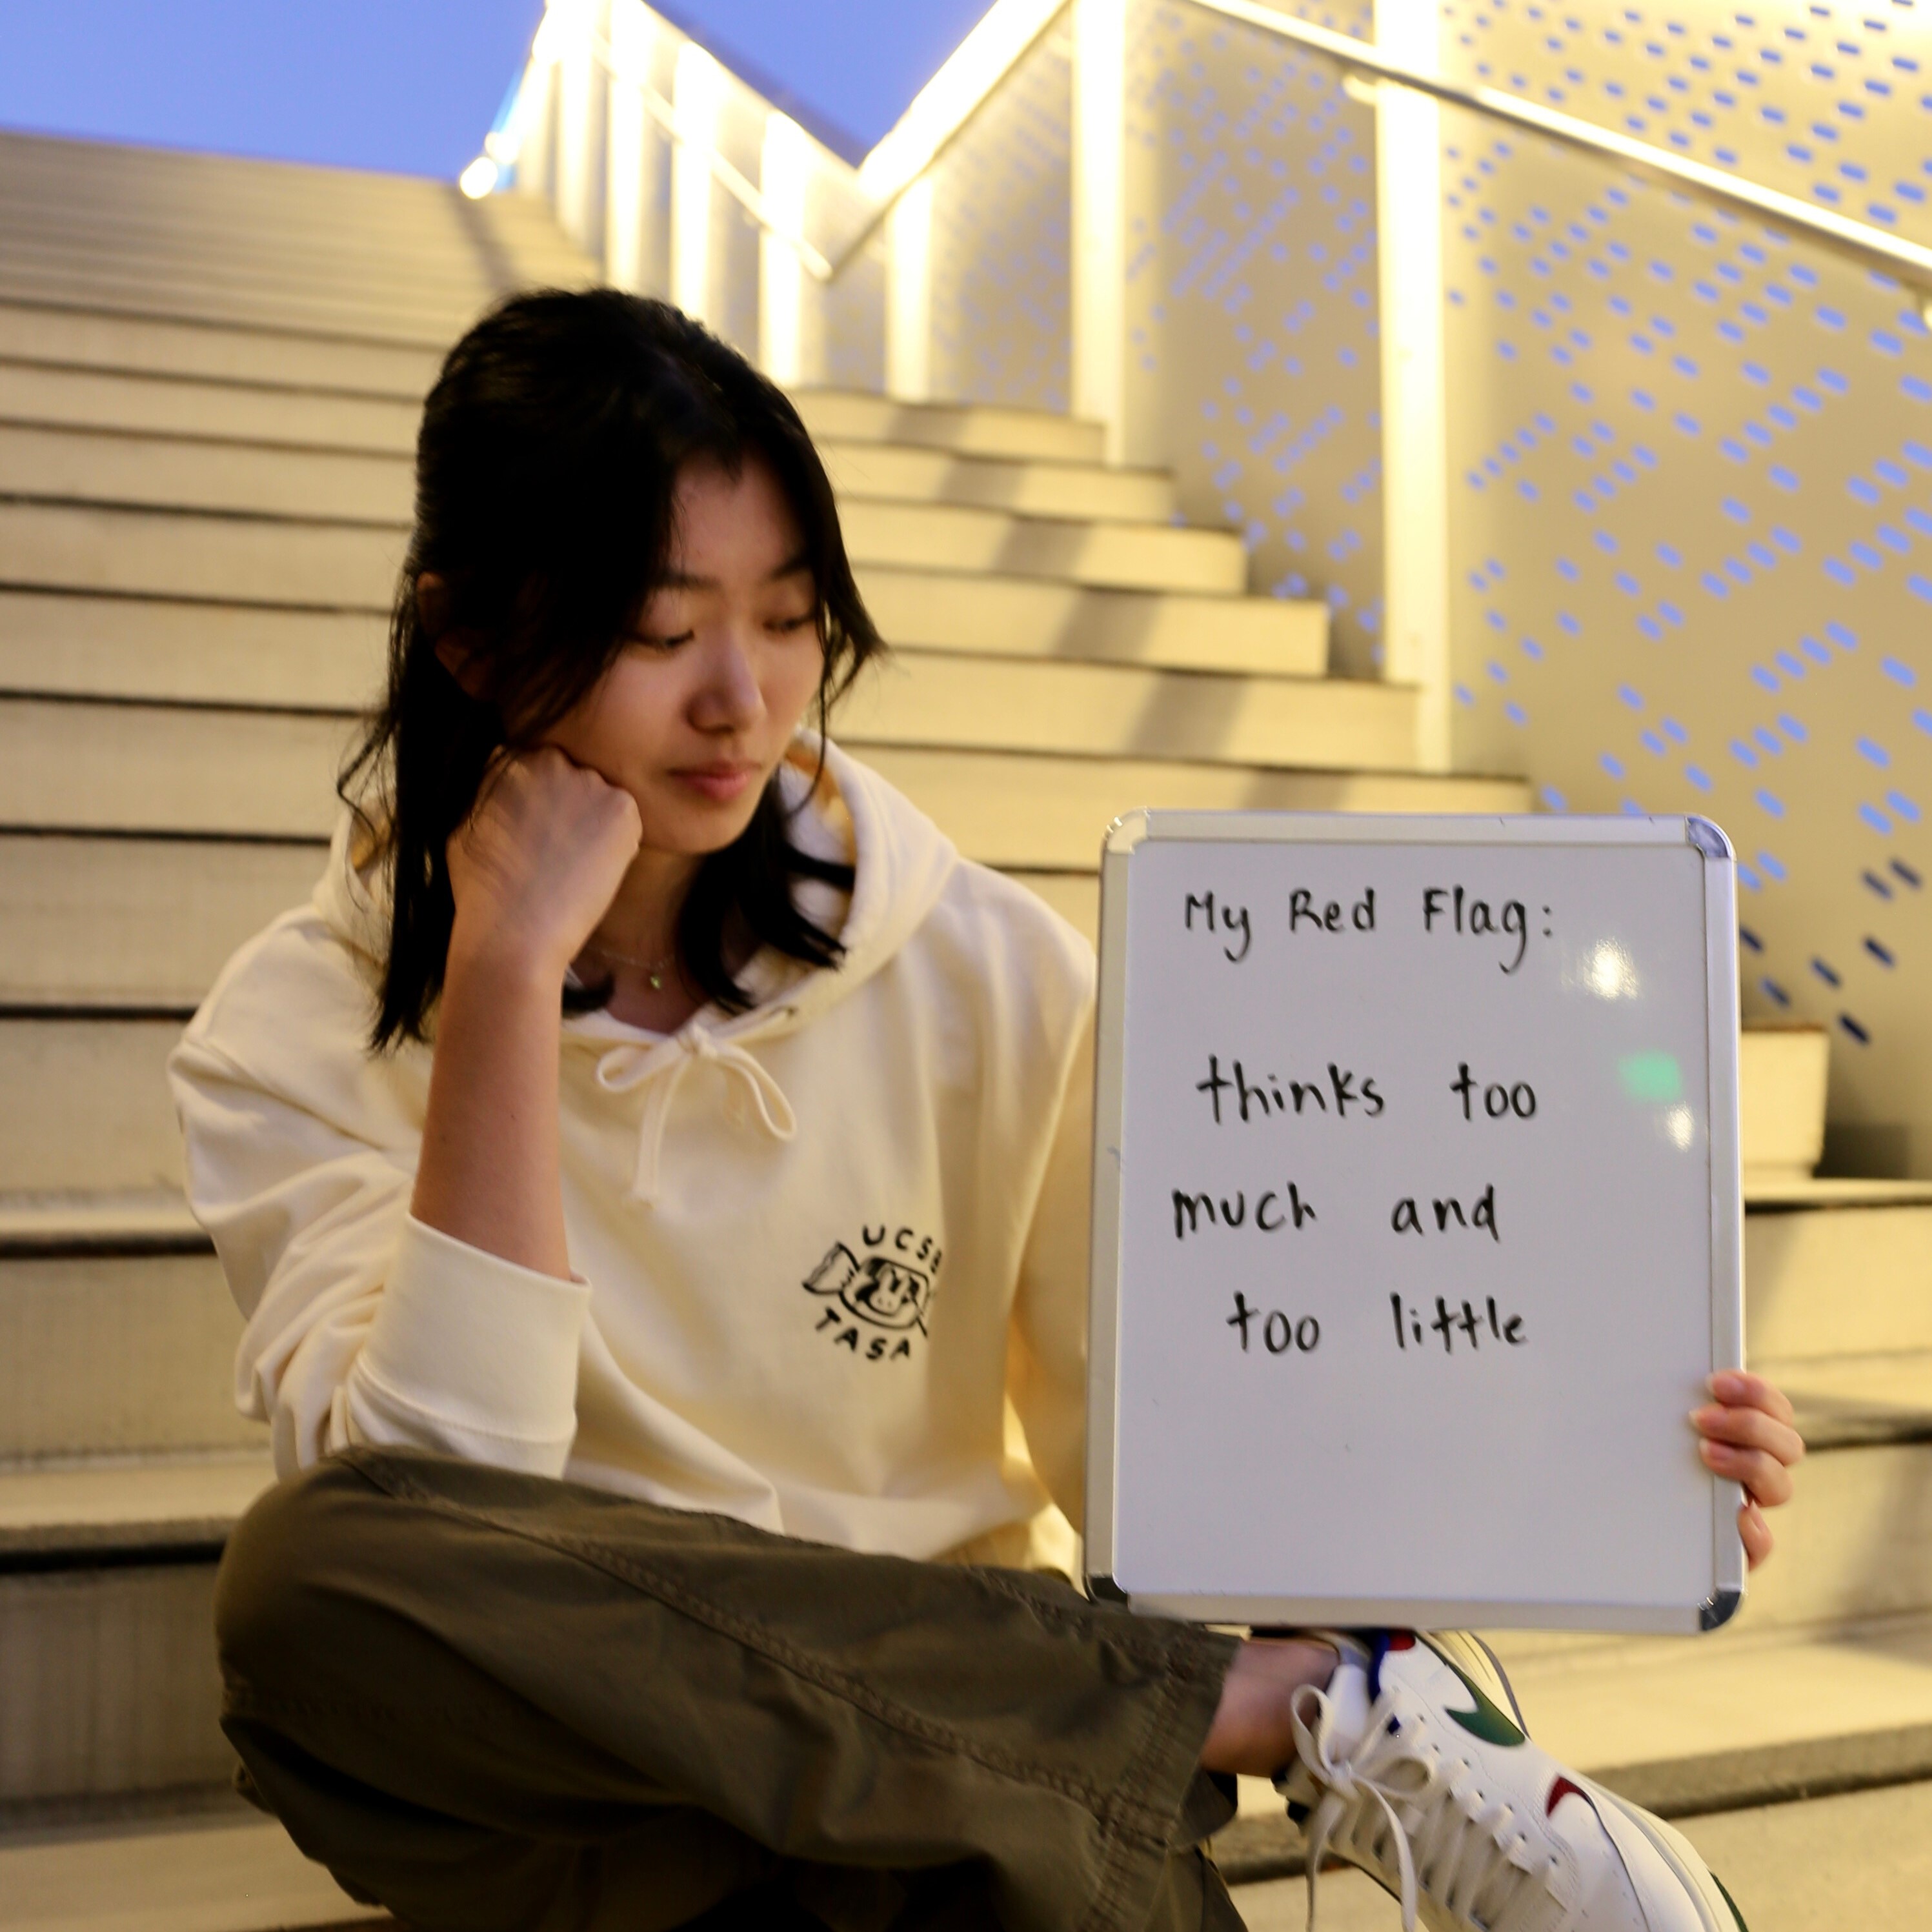 My Red Flag:
thinks too
much and
too little
UCSB
TASA